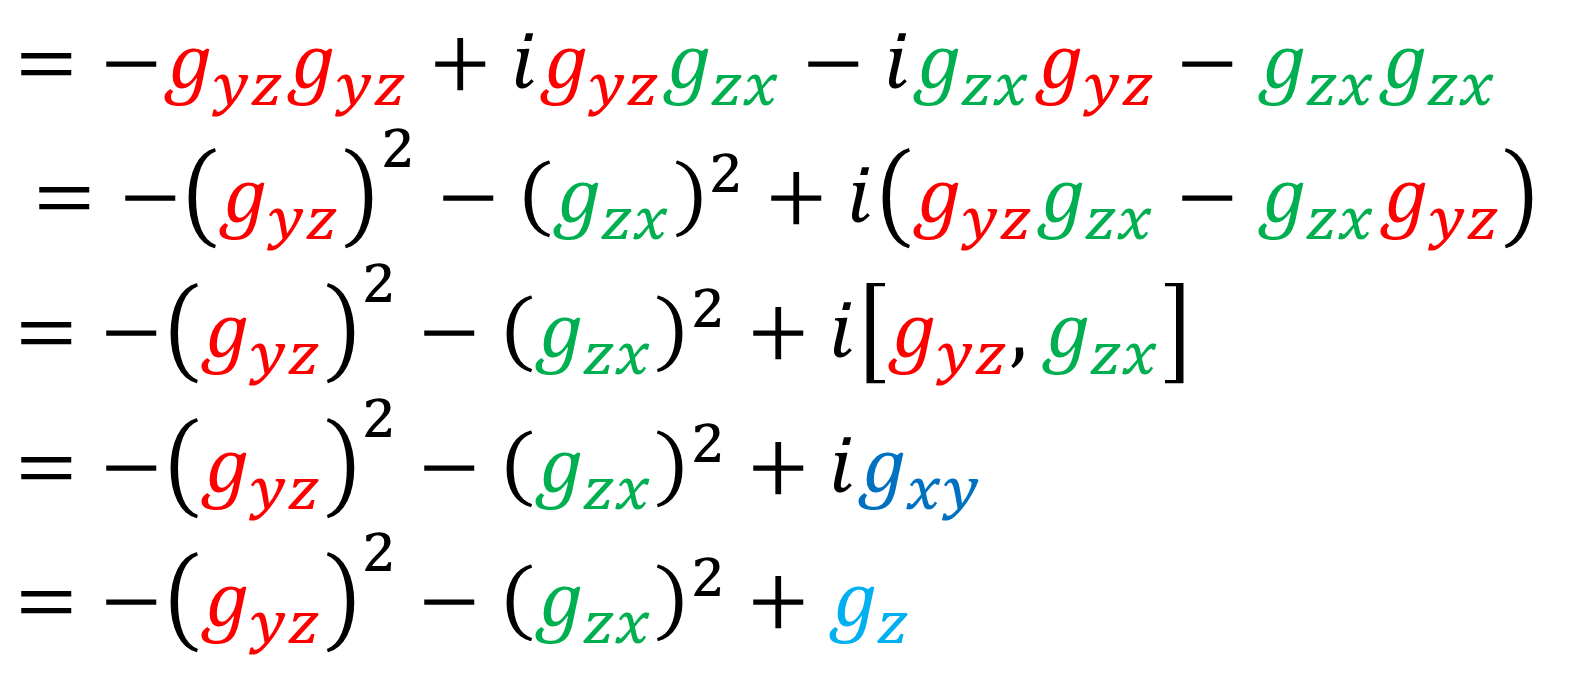 = −g_{yz}g_{yz} + ig_{yz}g_{zx} − ig_{zx}g_{yz} − g_{zx}g_{zx}
= −(g_{yz})² − (g_{zx})² + i(g_{yz}g_{zx} − g_{zx}g_{yz})
= −(g_{yz})² − (g_{zx})² + i[g_{yz}, g_{zx}]
= −(g_{yz})² − (g_{zx})² + ig_{xy}
= −(g_{yz})² − (g_{zx})² + g_{z}